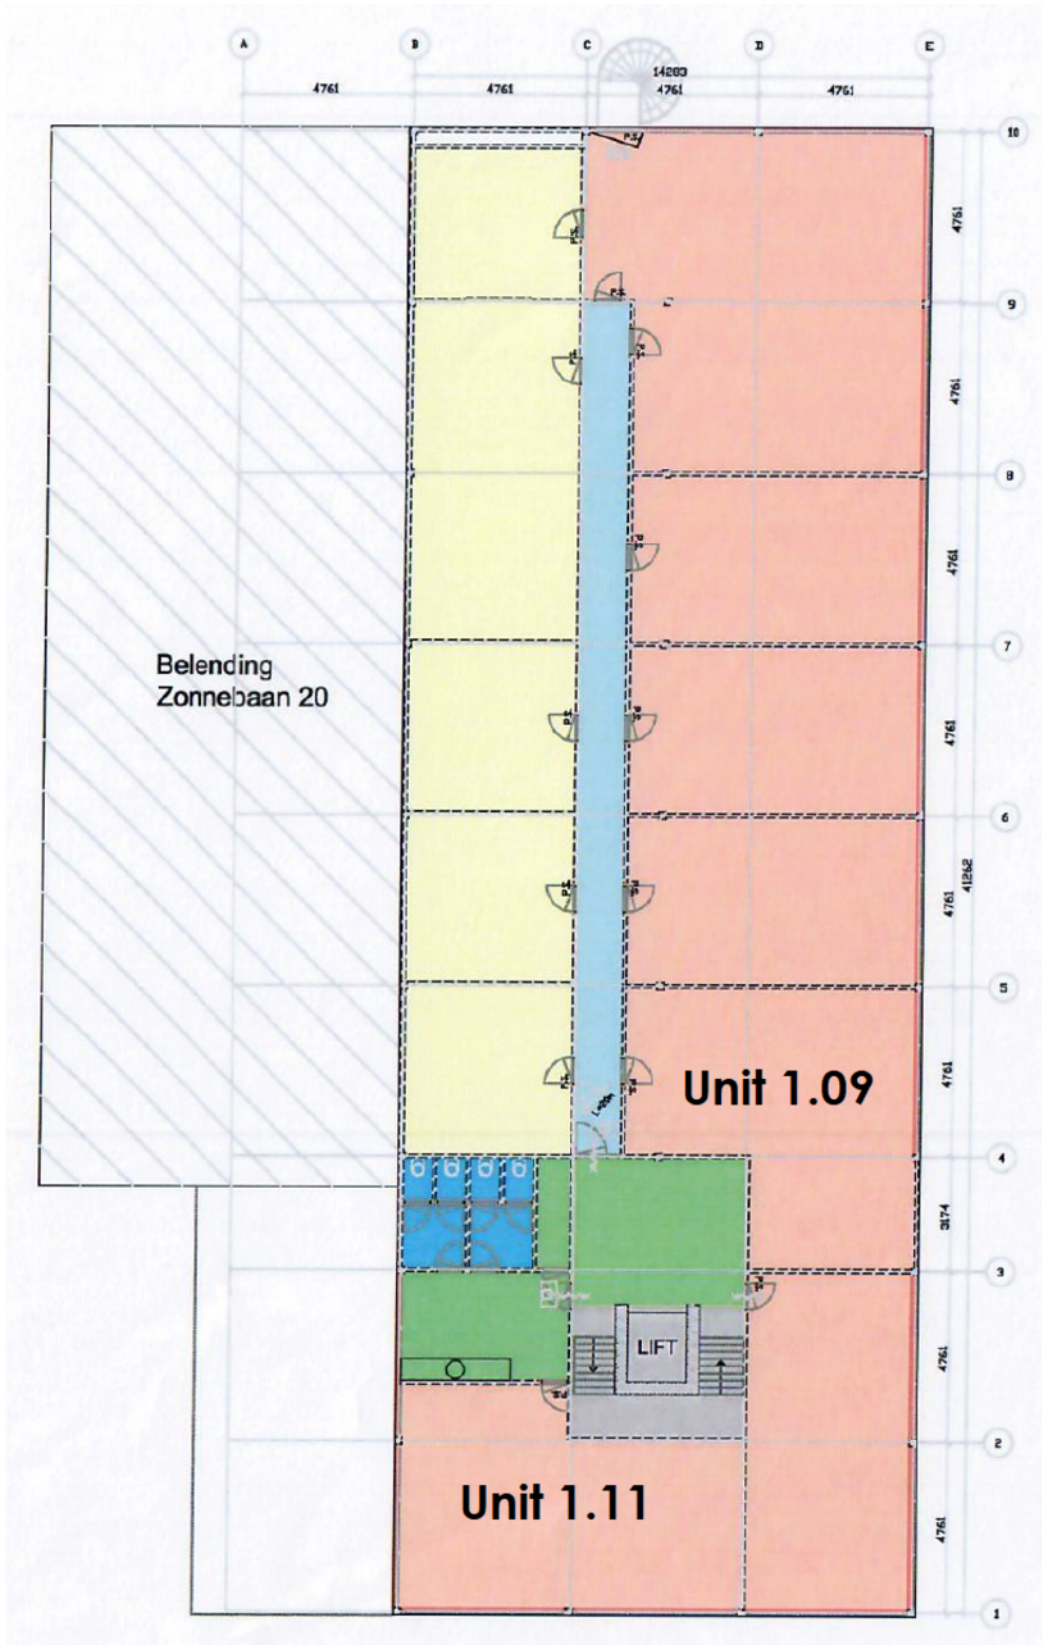 A
B
C
D
E
14283
4761
4761
4761
4761
10
P.S.
4761
P.S.
P.S.
9
P.S.
P.S.
4761
8
P.S.
4761
Belending
Zonnebaan 20
7
P.S.
P.S.
4761
6
41262
P.S.
P.S.
4761
5
P.S.
P.S.
4761
Unit 1.09
4
3174
3
P.S.
LIFT
4761
P.S.
2
Unit 1.11
4761
1